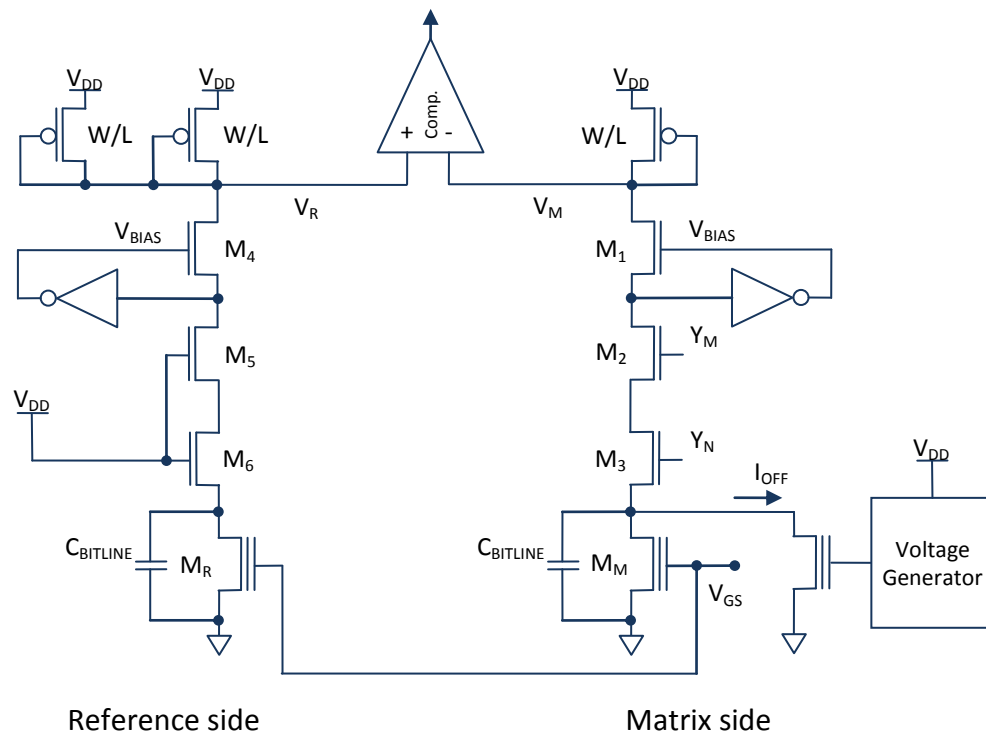 V_DD
V_DD
V_DD
W/L
W/L
Comp.
+
-
W/L
V_R
V_M
V_BIAS
M_4
M_1
V_BIAS
M_5
M_2
Y_M
V_DD
M_6
M_3
Y_N
V_DD
I_OFF
C_BITLINE
M_R
C_BITLINE
M_M
V_GS
Voltage
Generator
Reference side
Matrix side